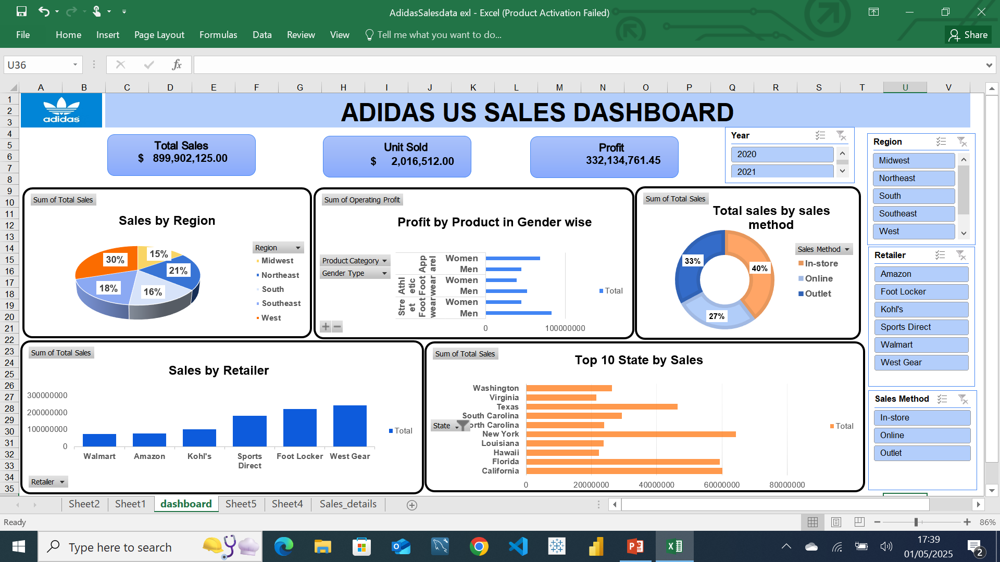 AdidasSalesdata exl - Excel (Product Activation Failed)
File Home Insert Page Layout Formulas Data Review View Tell me what you want to do... Share
U36 fx
A B C D E F G H I J K L M N O P Q R S T U V
1
2
3
4
5
6
7
8
9
10
11
12
13
14
15
16
17
18
19
20
21
22
23
24
25
26
27
28
29
30
31
32
33
34
35
adidas
ADIDAS US SALES DASHBOARD
Total Sales
$ 899,902,125.00
Unit Sold
$ 2,016,512.00
Profit
332,134,761.45
Year
2020
2021
Region
Midwest
Northeast
South
Southeast
West
Sum of Total Sales
Sales by Region
30%
15%
21%
18%
16%
Region
Midwest
Northeast
South
Southeast
West
Sum of Operating Profit
Profit by Product in Gender wise
Product Category
Gender Type
App arel
Athl etic Foot wear
Stre et Foot wear
Women
Men
Women
Men
Women
Men
Total
0 100000000
Sum of Total Sales
Total sales by sales
method
33%
40%
27%
Sales Method
In-store
Online
Outlet
Retailer
Amazon
Foot Locker
Kohl's
Sports Direct
Walmart
West Gear
Sum of Total Sales
Sales by Retailer
300000000
200000000
100000000
0
Walmart Amazon Kohl's Sports Direct Foot Locker West Gear
Total
Retailer
Sum of Total Sales
Top 10 State by Sales
Washington
Virginia
Texas
South Carolina
State
orth Carolina
New York
Louisiana
Hawaii
Florida
California
0 20000000 40000000 60000000 80000000
Total
Sales Method
In-store
Online
Outlet
Sheet2 Sheet1 dashboard Sheet5 Sheet4 Sales_details
Ready 86%
Type here to search
17:39
01/05/2025
2